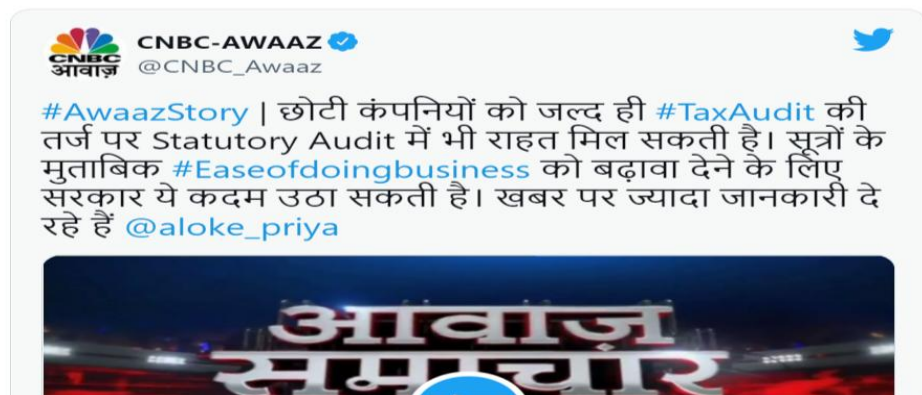 CNBC-AWAAZ
CNBC
आवाज़
@CNBC_Awaaz
#AwaazStory | छोटी कंपनियों को जल्द ही #TaxAudit की
तर्ज पर Statutory Audit में भी राहत मिल सकती है। सूत्रों के
मुताबिक #Easeofdoingbusiness को बढ़ावा देने के लिए
सरकार ये कदम उठा सकती है। खबर पर ज्यादा जानकारी दे
रहे हैं @aloke_priya
आवाज़
समाचार